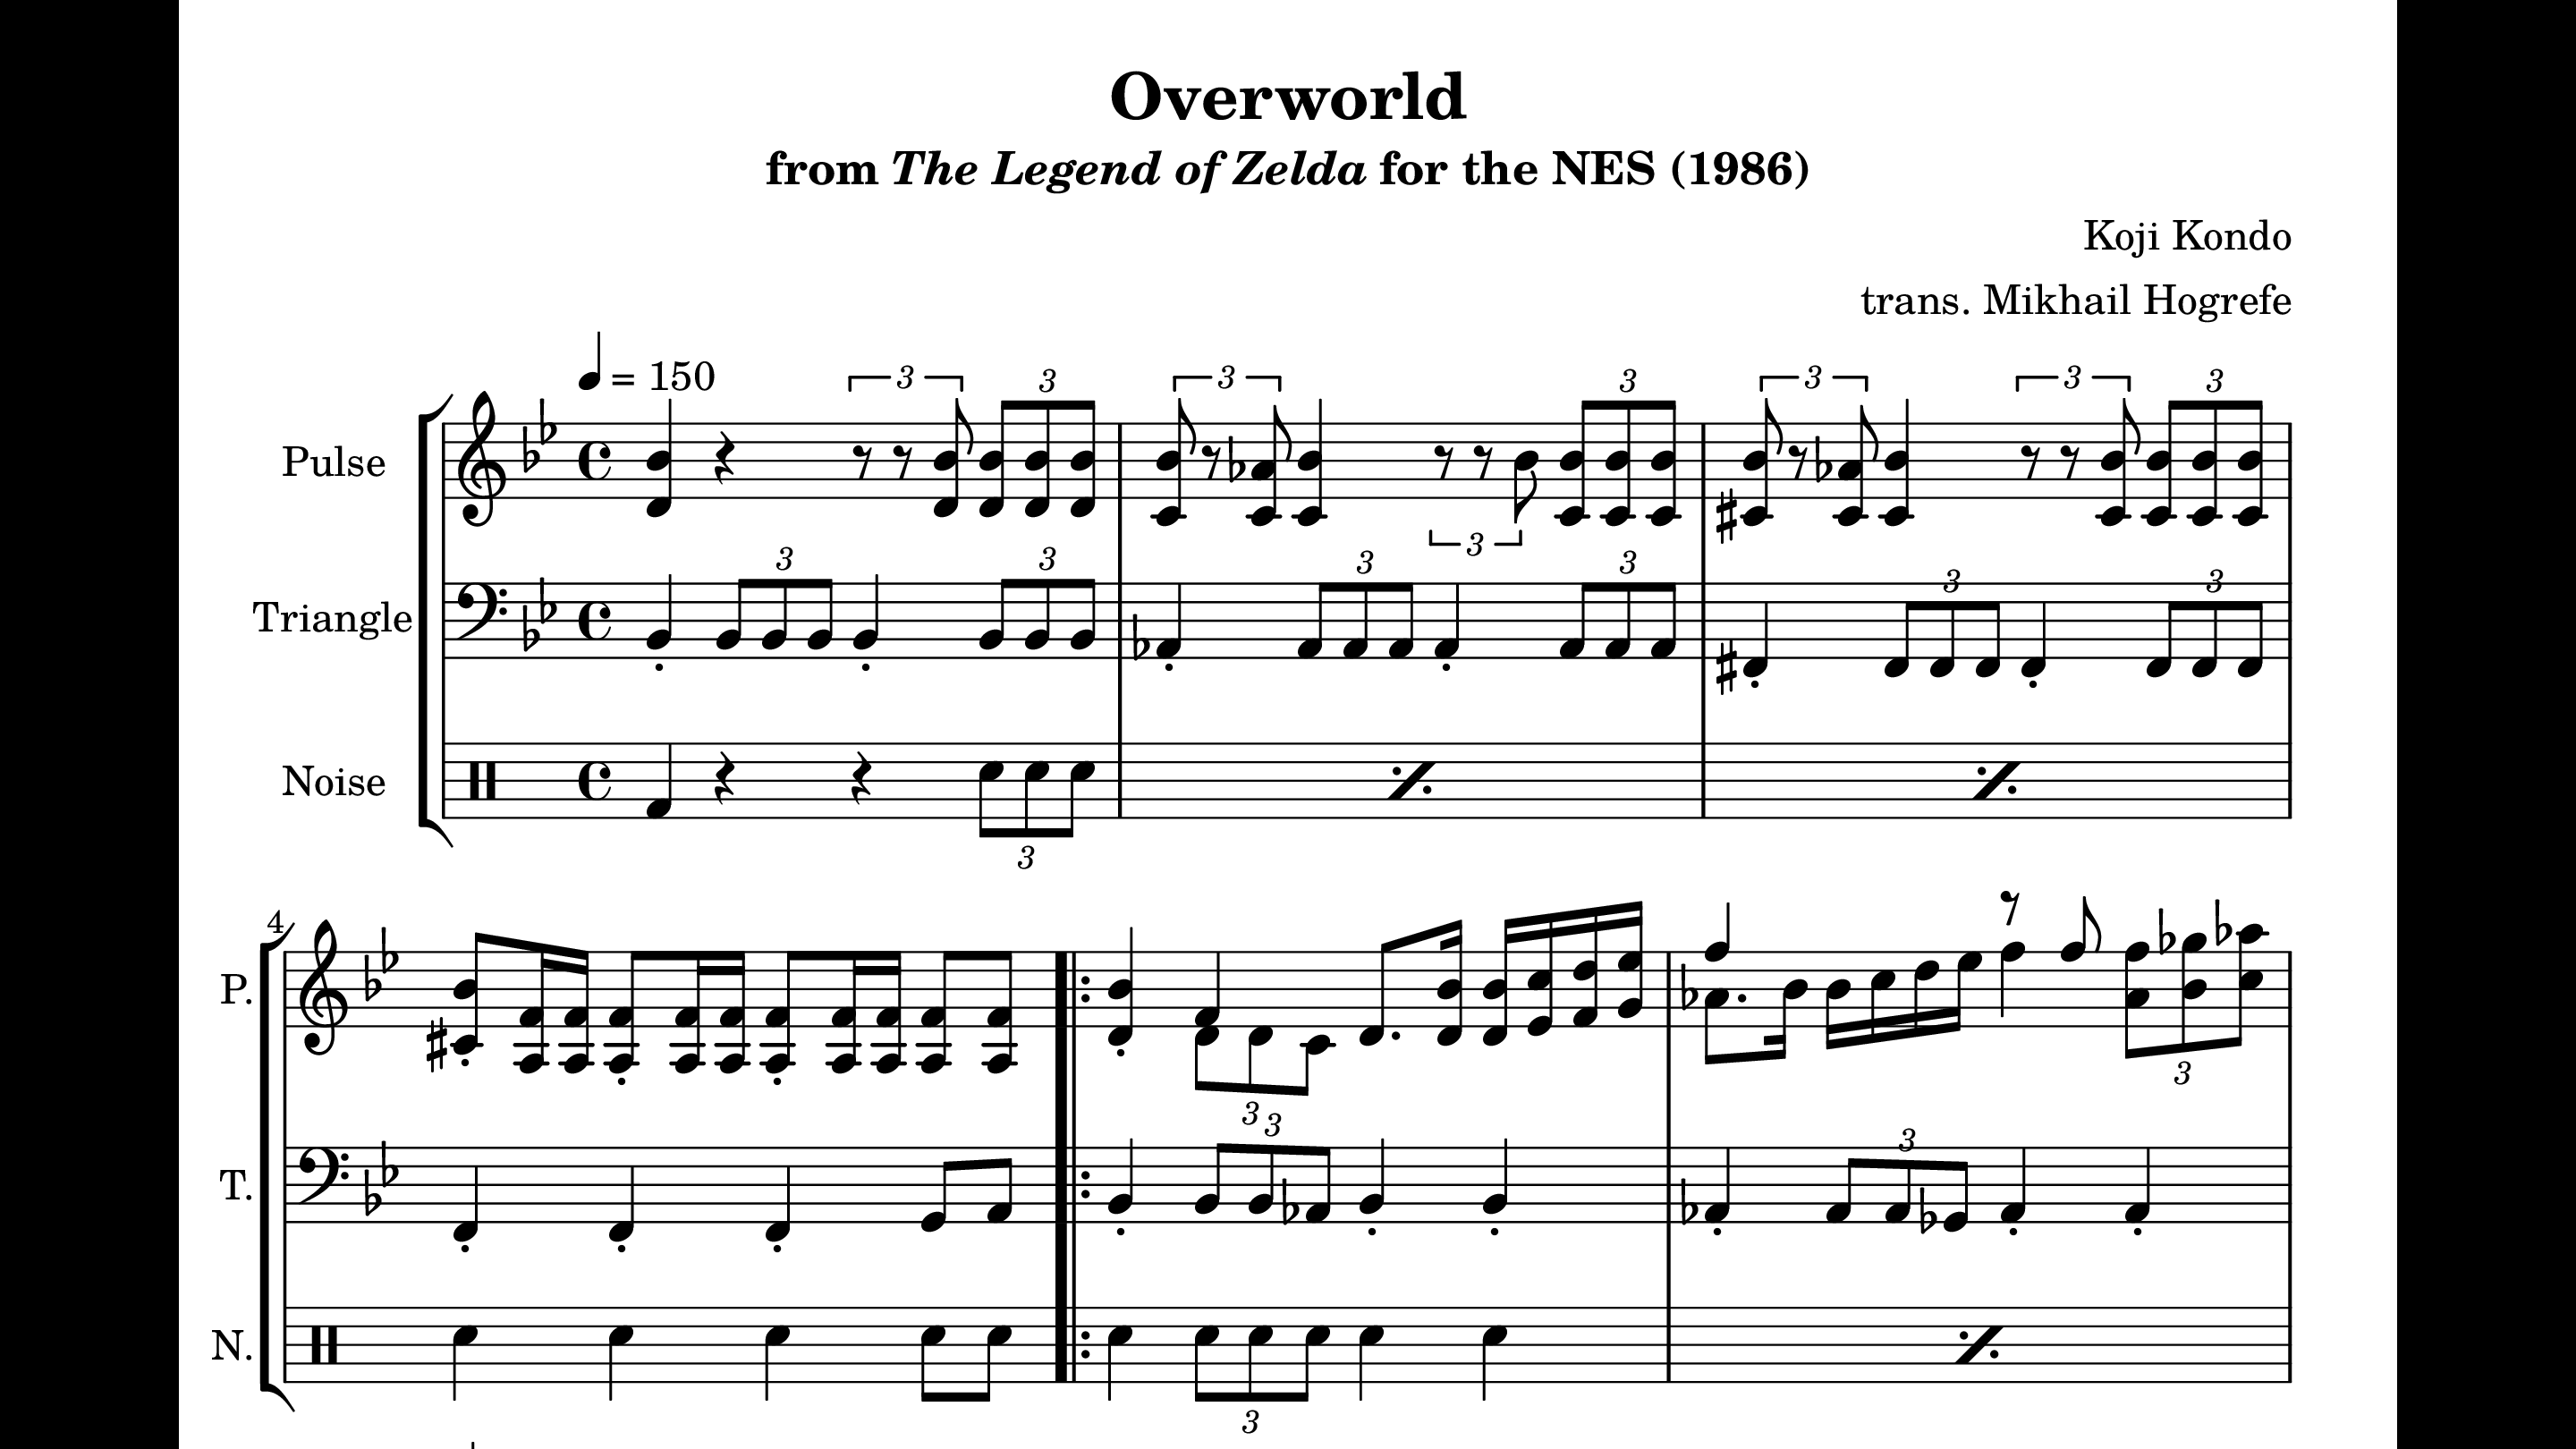 Overworld
from The Legend of Zelda for the NES (1986)
Koji Kondo
trans. Mikhail Hogrefe
= 150
3 3 3 3 3 3
Pulse
3
3 3 3 3 3 3
Triangle
Noise
3
4
P.
3
3
3 3
T.
N.
3